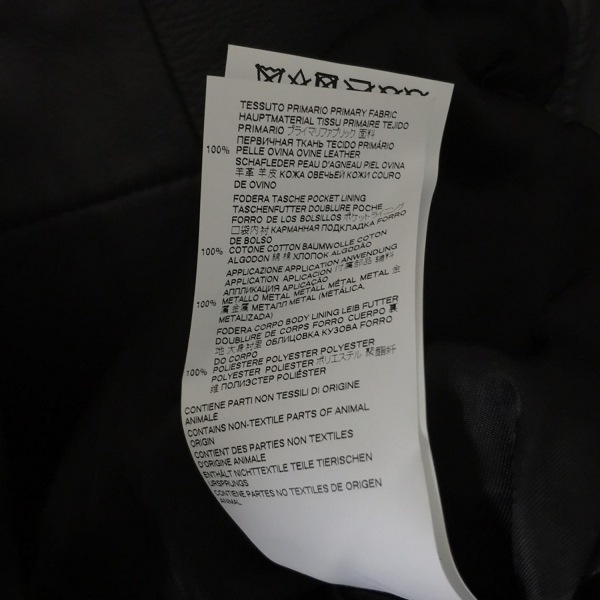 TESSUTO PRIMARIO PRIMARY FABRIC
HAUPTMATERIAL TISSU PRIMAIRE TEJIDO
PRIMARIO プライマリファブリック 面料
ПЕРВИЧНАЯ ТКАНЬ TECIDO PRIMÁRIO
100% PELLE OVINA OVINE LEATHER
SCHAFLEDER PEAU D'AGNEAU PIEL OVINA
羊革 羊皮 КОЖА ОВЕЧЬЕЙ КОЖИ COURO
DE OVINO
FODERA TASCHE POCKET LINING
TASCHENFUTTER DOUBLURE POCHE
FORRO DE LOS BOLSILLOS ポケットライニング
口袋内衬 КАРМАННАЯ ПОДКЛАДКА FORRO
DE BOLSO
100% COTONE COTTON BAUMWOLLE COTON
ALGODON 綿 棉 ХЛОПОК ALGODÃO
APPLICAZIONE APPLICATION ANWENDUNG
APPLICATION APLICACION 付属部品 辅料
АППЛИКАЦИЯ APLICAÇÃO
100% METALLO METAL METALL MÉTAL METAL 金
属 金属 МЕТАЛЛ METAL (METÁLICA,
METALIZADA)
FODERA CORPO BODY LINING LEIB FUTTER
DOUBLURE DE CORPS FORRO CUERPO 裏
地 大身衬里 ОБЛИЦОВКА КУЗОВА FORRO
DO CORPO
100% POLIESTERE POLYESTER POLYESTER
POLYESTER POLIESTER ポリエステル 聚酯纤
维 ПОЛИЭСТЕР POLIÉSTER
CONTIENE PARTI NON TESSILI DI ORIGINE
ANIMALE
CONTAINS NON-TEXTILE PARTS OF ANIMAL
ORIGIN
CONTIENT DES PARTIES NON TEXTILES
D'ORIGINE ANIMALE
ENTHÄLT NICHTTEXTILE TEILE TIERISCHEN
URSPRUNGS
CONTIENE PARTES NO TEXTILES DE ORIGEN
ANIMAL